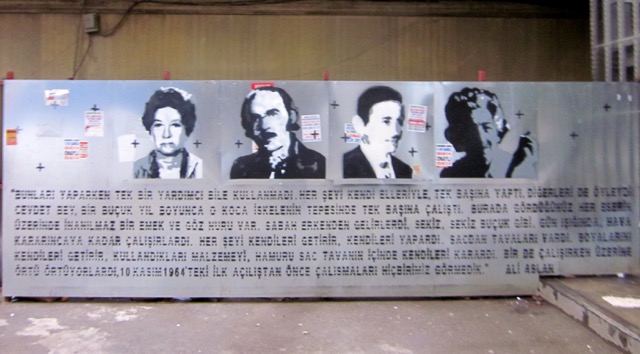 "BUNLARI YAPARKEN TEK BİR YARDIMCI BİLE KULLANMADI. HER ŞEYİ KENDİ ELLERİYLE, TEK BAŞINA YAPTI. DİĞERLERİ DE ÖYLEYDİ.
CEVDET BEY, BİR BUÇUK YIL BOYUNCA O KOCA İSKELENİN TEPESİNDE TEK BAŞINA ÇALIŞTI. BURADA GÖRDÜĞÜNÜZ HER ESERİN
ÜZERİNDE İNANILMAZ BİR EMEK VE GÖZ NURU VAR. SABAH ERKENDEN GELİRLERDİ, SEKİZ, SEKİZ BUÇUK GİBİ. GÜN IŞIĞINDA, HAVA
KARARINCAYA KADAR ÇALIŞIRLARDI. HER ŞEYİ KENDİLERİ GETİRİR, KENDİLERİ YAPARDI. SACDAN TAVALARI VARDI. BOYALARINI
KENDİLERİ GETİRİR, KULLANDIKLARI MALZEMEYİ, HAMURU SAC TAVANIN İÇİNDE KENDİLERİ KARARDI. BİR DE ÇALIŞIRKEN ÜZERİNE
ÖRTÜ ÖRTÜYORLARDI, 10 KASIM 1964'TEKİ İLK AÇILIŞTAN ÖNCE ÇALIŞMALARI HİÇBİRİMİZ GÖRMEDİK." ALİ ASLAN